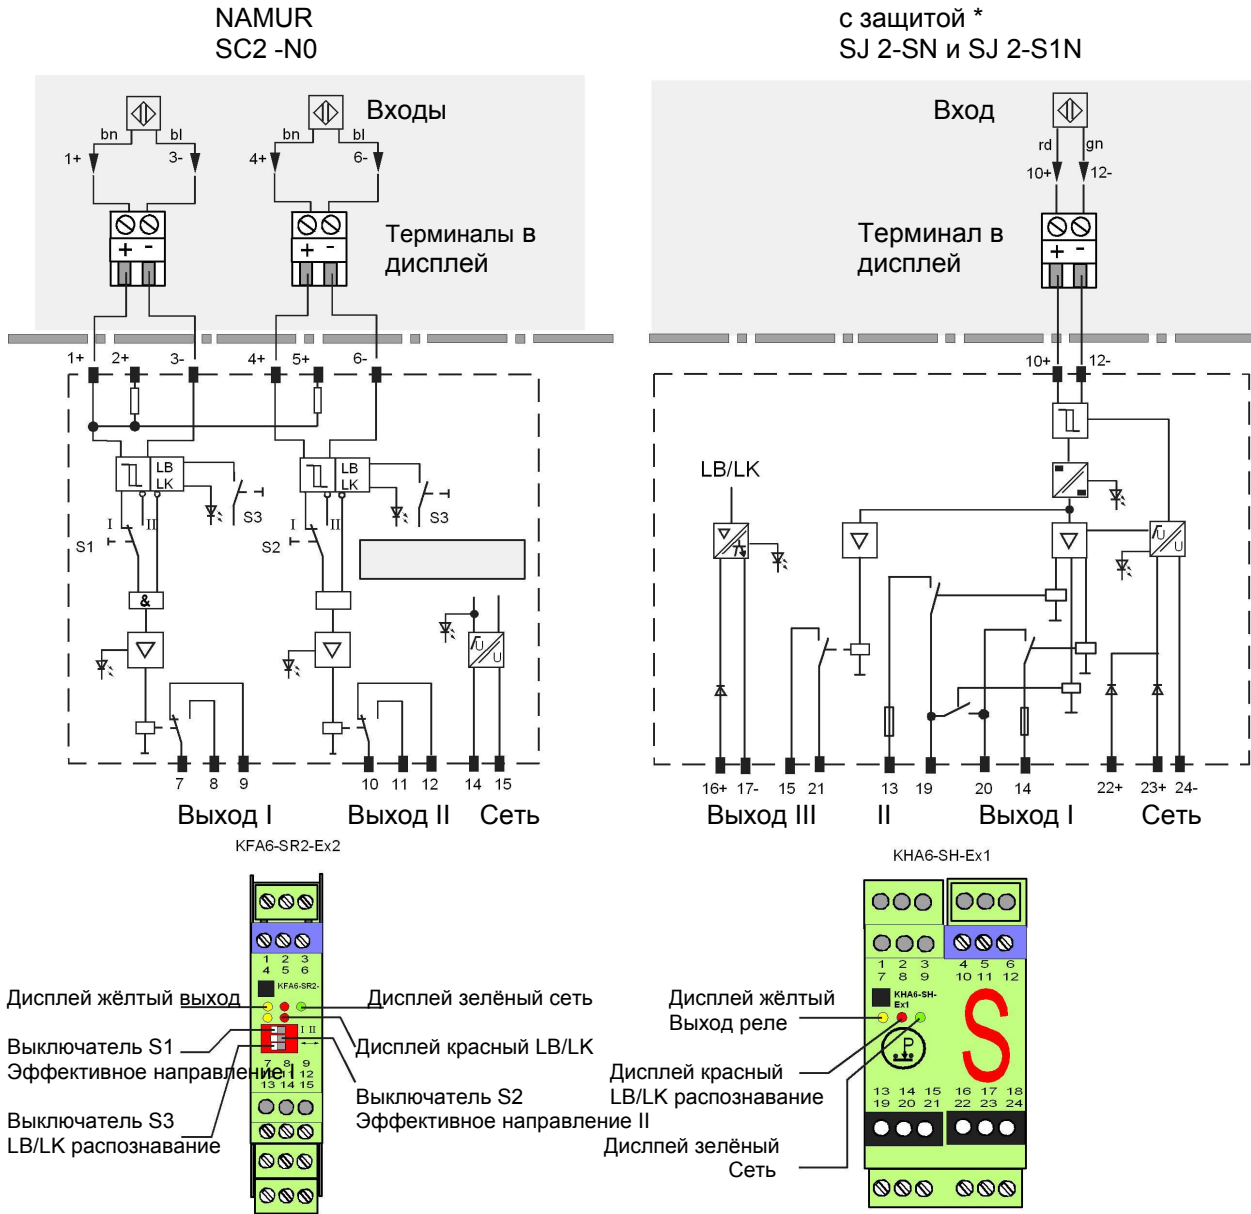 NAMUR
SC2 -N0
с защитой *
SJ 2-SN и SJ 2-S1N
Входы
bn bl bn bl
1+ 3- 4+ 6-
+ - + -
Терминалы в
дисплей
Вход
rd gn
10+ 12-
+ -
Терминал в
дисплей
1+ 2+ 3- 4+ 5+ 6-
LB
LK
LB
LK
I II
S1
S3
I II
S2
S3
&
U
U
7 8 9 10 11 12 14 15
Выход I Выход II Сеть
10+ 12-
LB/LK
U
U
16+ 17- 15 21 13 19 20 14 22+ 23+ 24-
Выход III II Выход I Сеть
KFA6-SR2-Ex2
1 2 3
4 5 6
KFA6-SR2-
I II
7 8 9
10 11 12
13 14 15
Дисплей жёлтый выход
Дисплей зелёный сеть
Выключатель S1
Эффективное направление I
Дисплей красный LB/LK
Выключатель S3
LB/LK распознавание
Выключатель S2
Эффективное направление II
KHA6-SH-Ex1
1 2 3 4 5 6
7 8 9 10 11 12
KHA6-SH-
Ex1
S
P
13 14 15 16 17 18
19 20 21 22 23 24
Дисплей жёлтый
Выход реле
Дисплей красный
LB/LK распознавание
Дислпей зелёный
Сеть